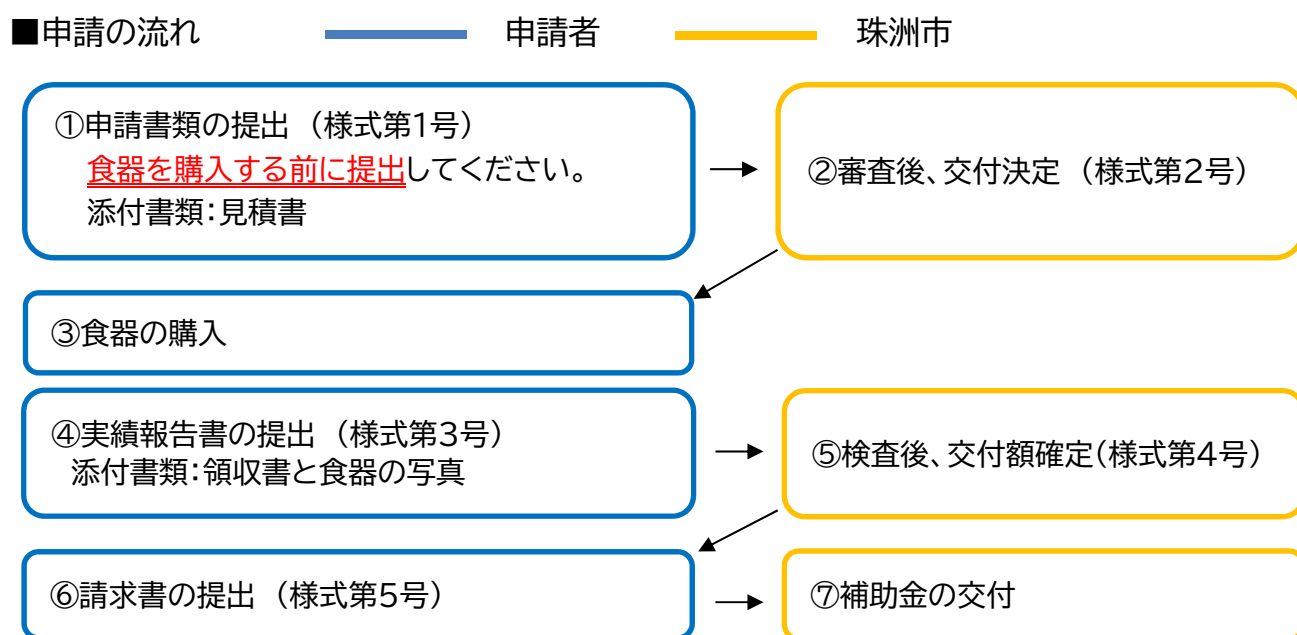 ■申請の流れ 申請者 珠洲市
①申請書類の提出 （様式第1号）
食器を購入する前に提出してください。
添付書類：見積書
②審査後、交付決定 （様式第2号）
③食器の購入
④実績報告書の提出 （様式第3号）
添付書類：領収書と食器の写真
⑤検査後、交付額確定（様式第4号）
⑥請求書の提出 （様式第5号）
⑦補助金の交付